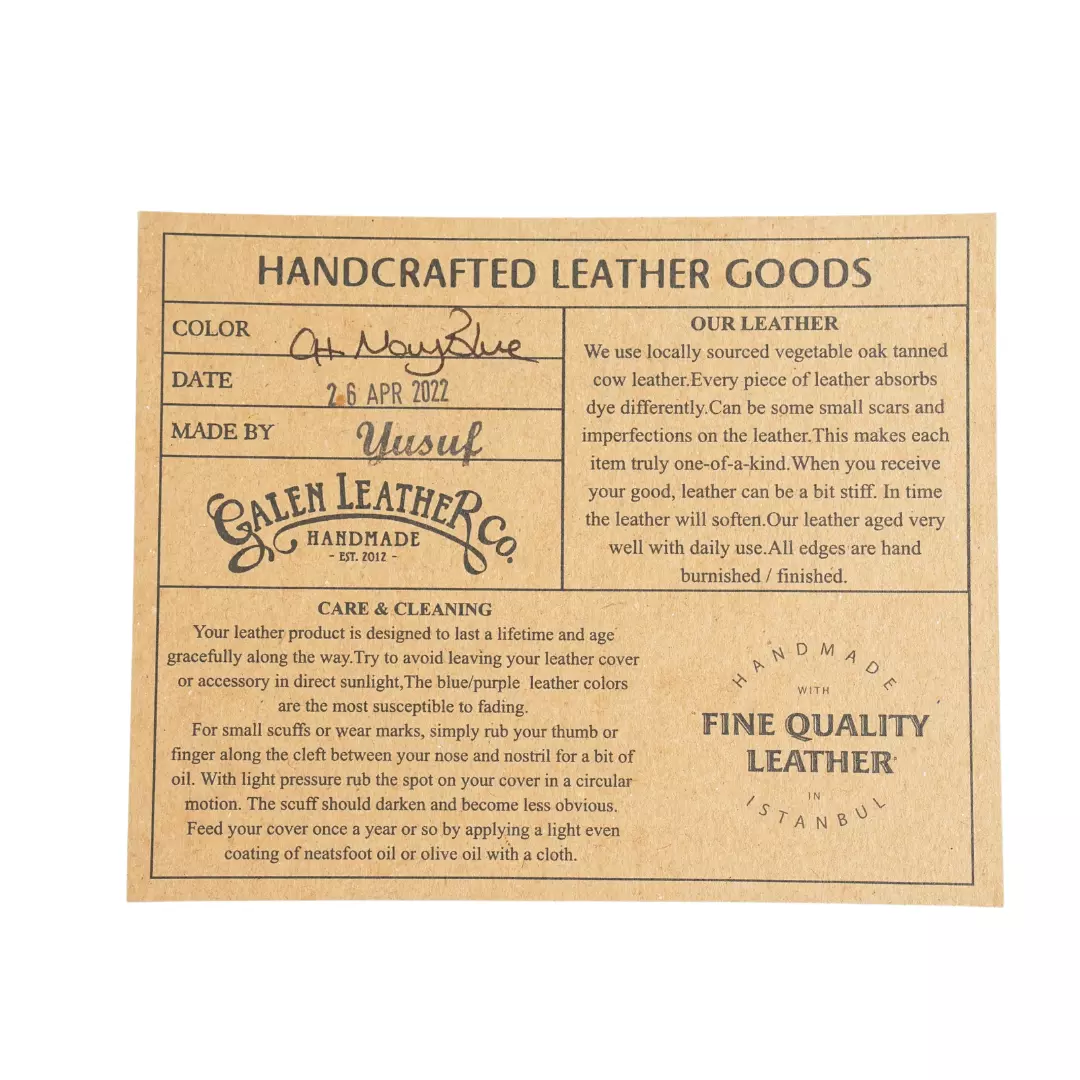 HANDCRAFTED LEATHER GOODS
COLOR CH Navy Blue
DATE 26 APR 2022
MADE BY Yusuf
GALEN LEATHER Co.
HANDMADE
- EST. 2012 -
OUR LEATHER
We use locally sourced vegetable oak tanned
cow leather.Every piece of leather absorbs
dye differently.Can be some small scars and
imperfections on the leather.This makes each
item truly one-of-a-kind.When you receive
your good, leather can be a bit stiff. In time
the leather will soften.Our leather aged very
well with daily use.All edges are hand
burnished / finished.
CARE & CLEANING
Your leather product is designed to last a lifetime and age
gracefully along the way.Try to avoid leaving your leather cover
or accessory in direct sunlight,The blue/purple leather colors
are the most susceptible to fading.
For small scuffs or wear marks, simply rub your thumb or
finger along the cleft between your nose and nostril for a bit of
oil. With light pressure rub the spot on your cover in a circular
motion. The scuff should darken and become less obvious.
Feed your cover once a year or so by applying a light even
coating of neatsfoot oil or olive oil with a cloth.
HANDMADE
WITH
FINE QUALITY
LEATHER
IN
ISTANBUL